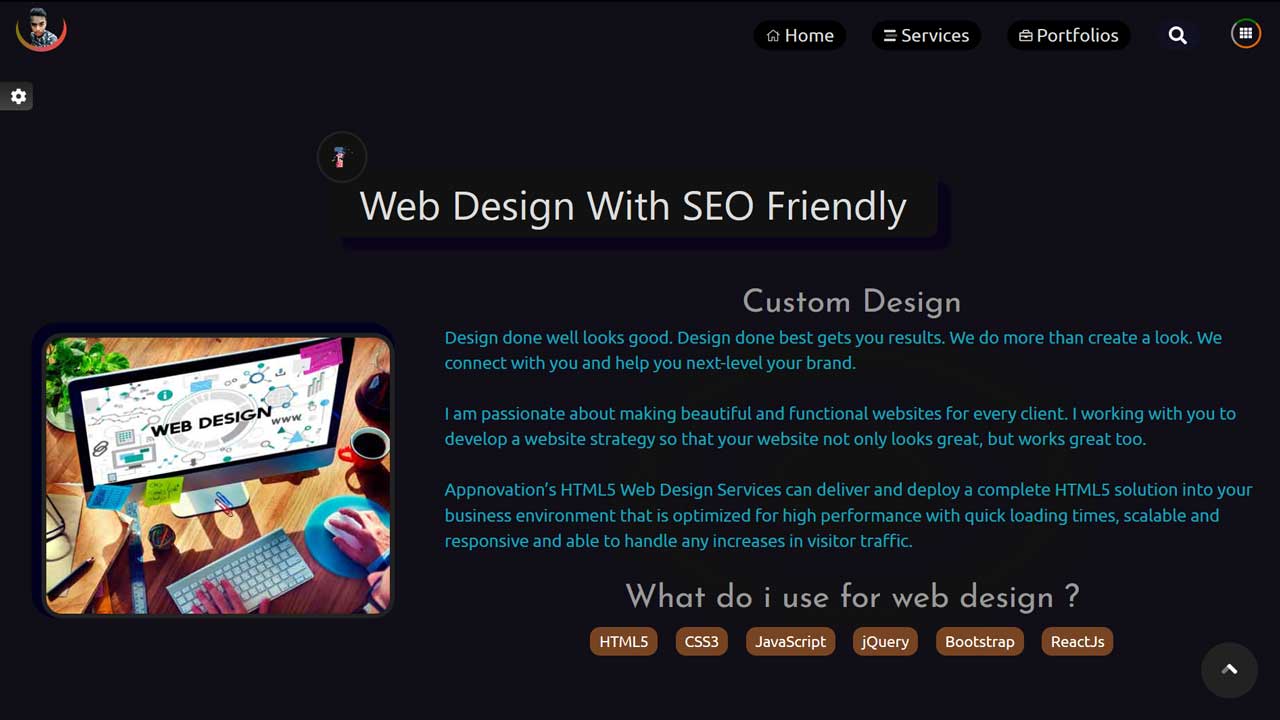 Home
Services
Portfolios
Web Design With SEO Friendly
Custom Design
Design done well looks good. Design done best gets you results. We do more than create a look. We
connect with you and help you next-level your brand.
I am passionate about making beautiful and functional websites for every client. I working with you to
develop a website strategy so that your website not only looks great, but works great too.
Appnovation’s HTML5 Web Design Services can deliver and deploy a complete HTML5 solution into your
business environment that is optimized for high performance with quick loading times, scalable and
responsive and able to handle any increases in visitor traffic.
WEB DESIGN
WWW.
What do i use for web design ?
HTML5
CSS3
JavaScript
jQuery
Bootstrap
ReactJs